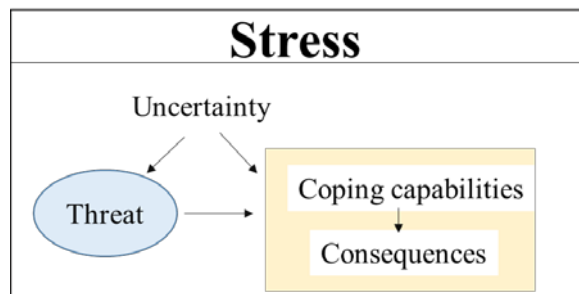 Stress
Uncertainty
Threat
Coping capabilities
Consequences